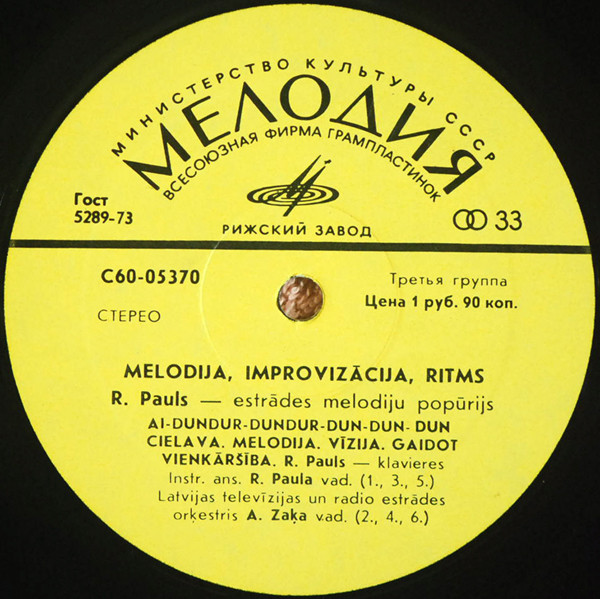 МИНИСТЕРСТВО КУЛЬТУРЫ СССР
МЕЛОДИЯ
ВСЕСОЮЗНАЯ ФИРМА ГРАМПЛАСТИНОК
Гост
5289-73
РИЖСКИЙ ЗАВОД
33
С60-05370
Третья группа
Цена 1 руб. 90 коп.
СТЕРЕО
MELODIJA, IMPROVIZĀCIJA, RITMS
R. Pauls — estrādes melodiju popūrijs
AI-DUNDUR-DUNDUR-DUN-DUN-DUN
CIELAVA. MELODIJA. VĪZIJA. GAIDOT
VIENKĀRŠĪBA. R. Pauls — klavieres
Instr. ans. R. Paula vad. (1., 3., 5.)
Latvijas televīzijas un radio estrādes
orķestris A. Zaķa vad. (2., 4., 6.)